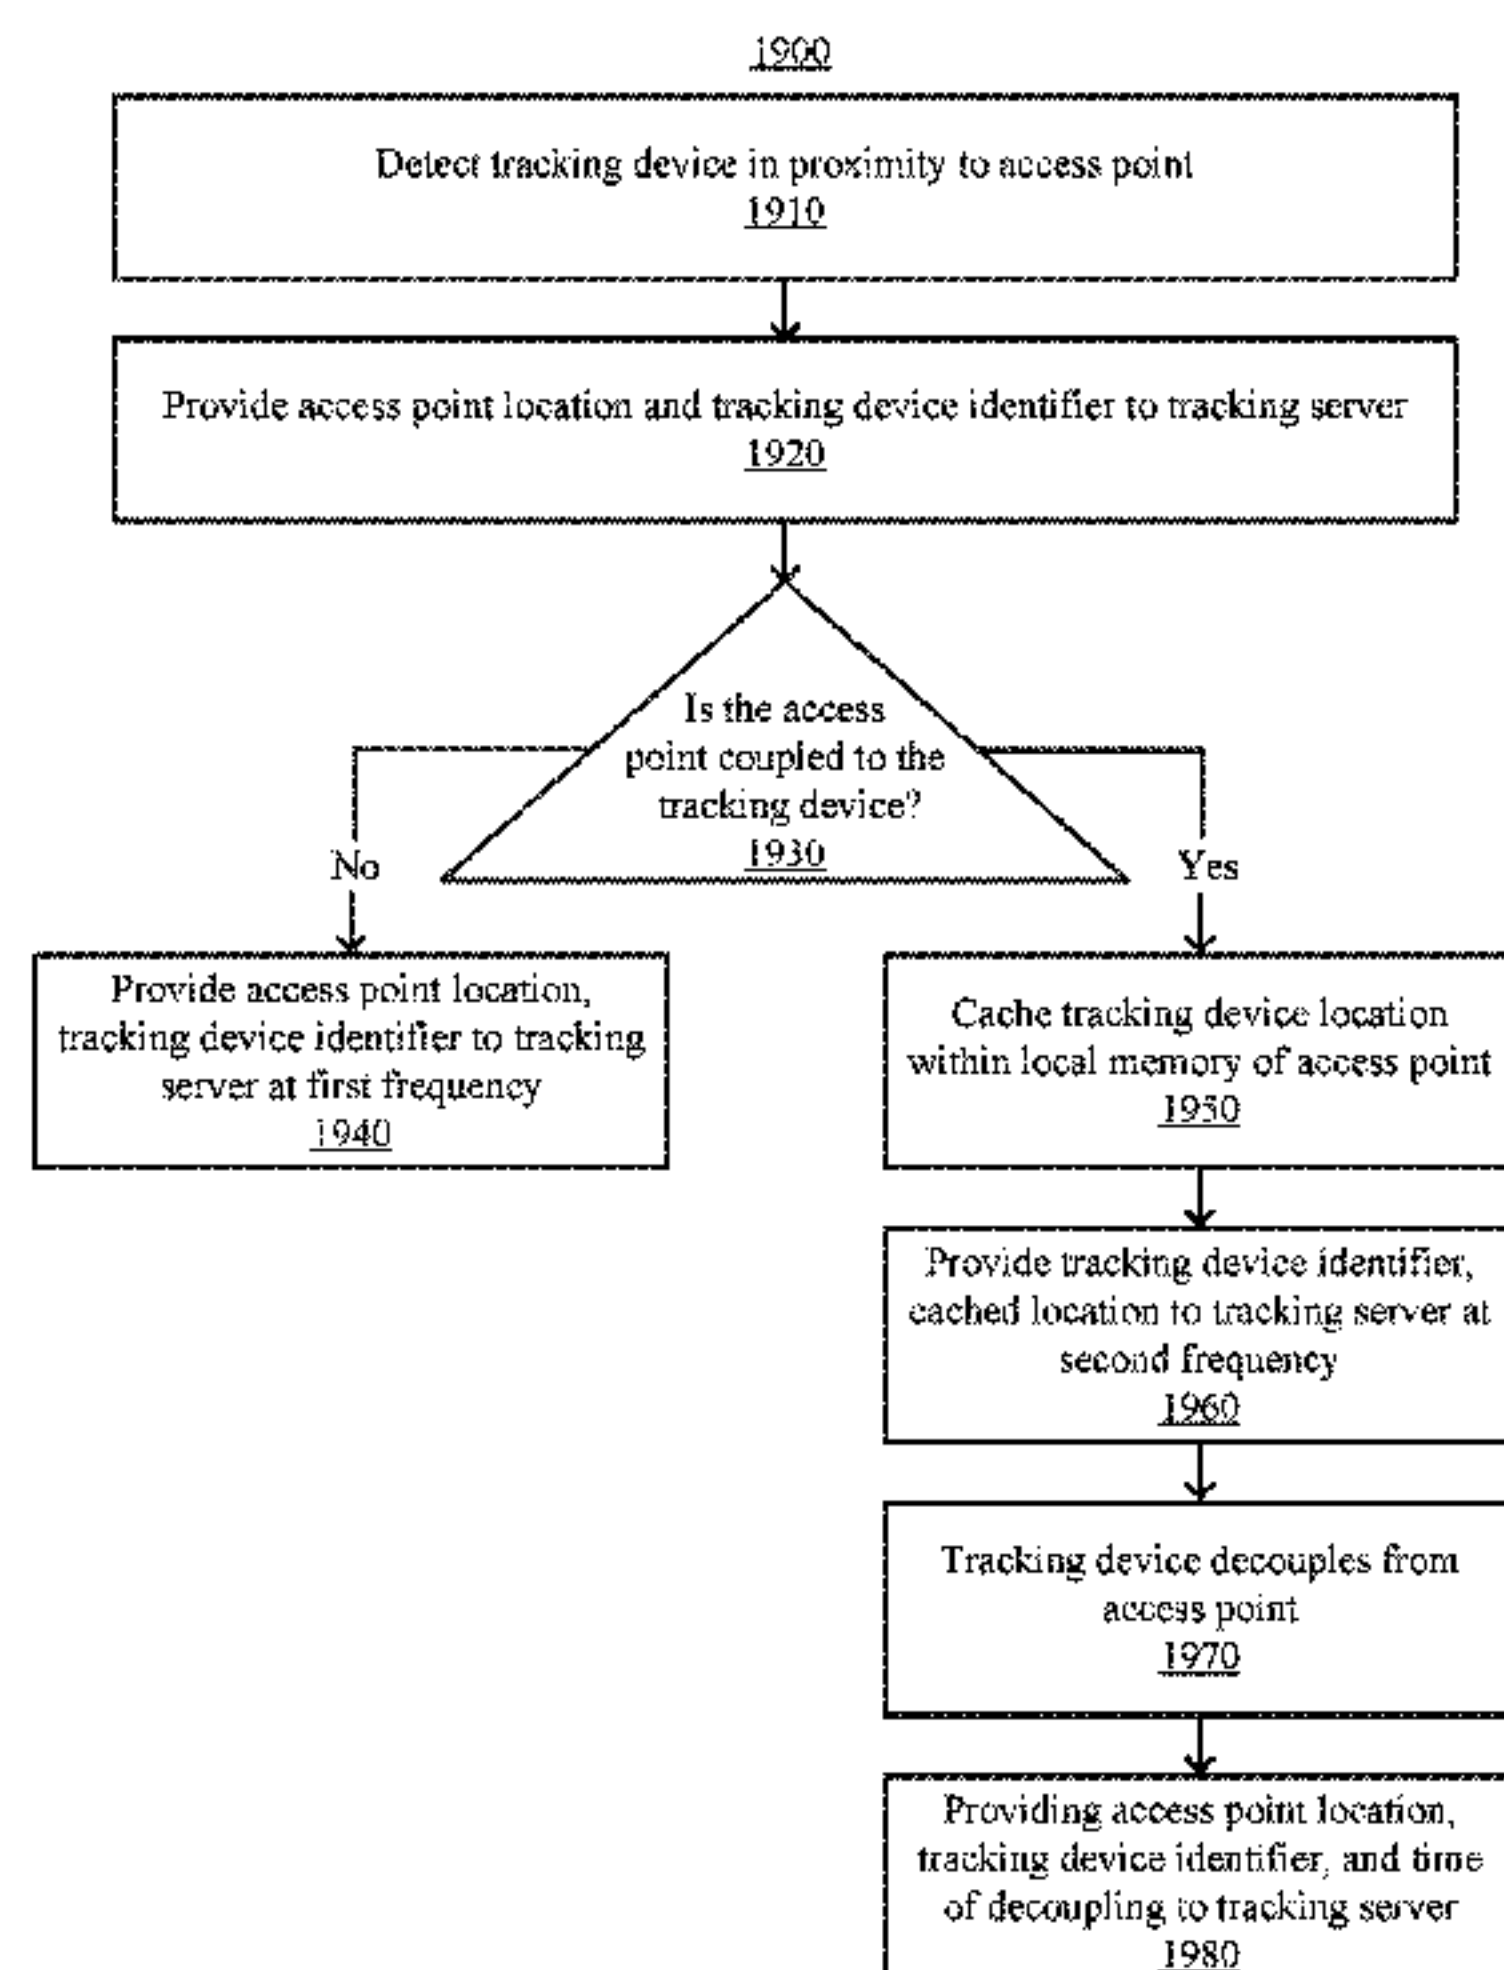 1900
Detect tracking device in proximity to access point
1910
Provide access point location and tracking device identifier to tracking server
1920
Is the access
point coupled to the
tracking device?
1930
No
Yes
Provide access point location,
tracking device identifier to tracking
server at first frequency
1940
Cache tracking device location
within local memory of access point
1950
Provide tracking device identifier,
cached location to tracking server at
second frequency
1960
Tracking device decouples from
access point
1970
Providing access point location,
tracking device identifier, and time
of decoupling to tracking server
1980